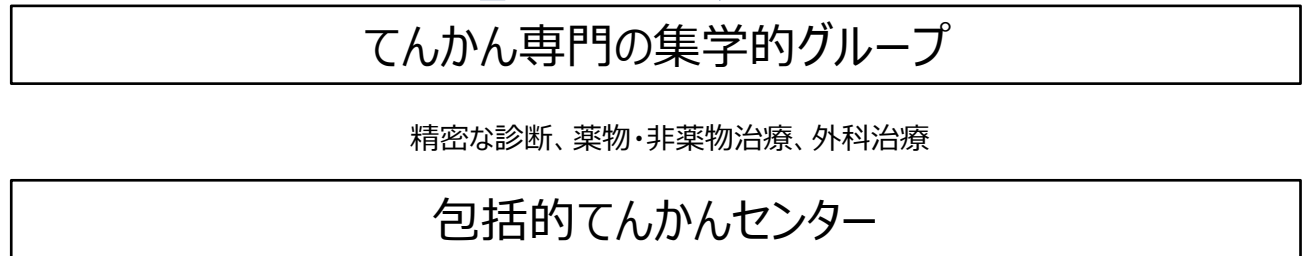 てんかん専門の集学的グループ
精密な診断、薬物・非薬物治療、外科治療
包括的てんかんセンター